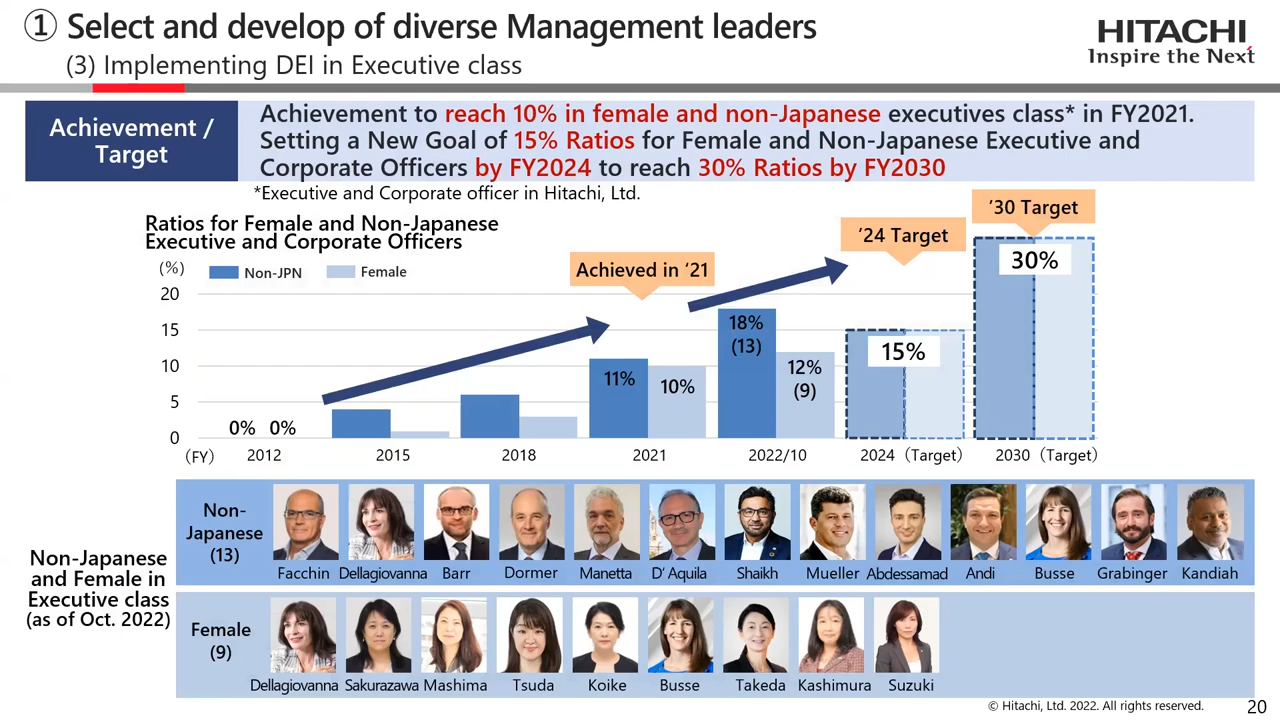 ① Select and develop of diverse Management leaders
(3) Implementing DEI in Executive class
HITACHI
Inspire the Next
Achievement /
Target
Achievement to reach 10% in female and non-Japanese executives class* in FY2021.
Setting a New Goal of 15% Ratios for Female and Non-Japanese Executive and
Corporate Officers by FY2024 to reach 30% Ratios by FY2030
*Executive and Corporate officer in Hitachi, Ltd.
Ratios for Female and Non-Japanese
Executive and Corporate Officers
(%)
Non-JPN
Female
Achieved in ‘21
’24 Target
’30 Target
20
15
10
5
0
0% 0%
11%
10%
18%
(13)
12%
(9)
15%
30%
(FY)
2012
2015
2018
2021
2022/10
2024 (Target)
2030 (Target)
Non-Japanese
and Female in
Executive class
(as of Oct. 2022)
Non-
Japanese
(13)
Facchin Dellagiovanna Barr Dormer Manetta D‘ Aquila Shaikh Mueller Abdessamad Andi Busse Grabinger Kandiah
Female
(9)
Dellagiovanna Sakurazawa Mashima Tsuda Koike Busse Takeda Kashimura Suzuki
© Hitachi, Ltd. 2022. All rights reserved.
20